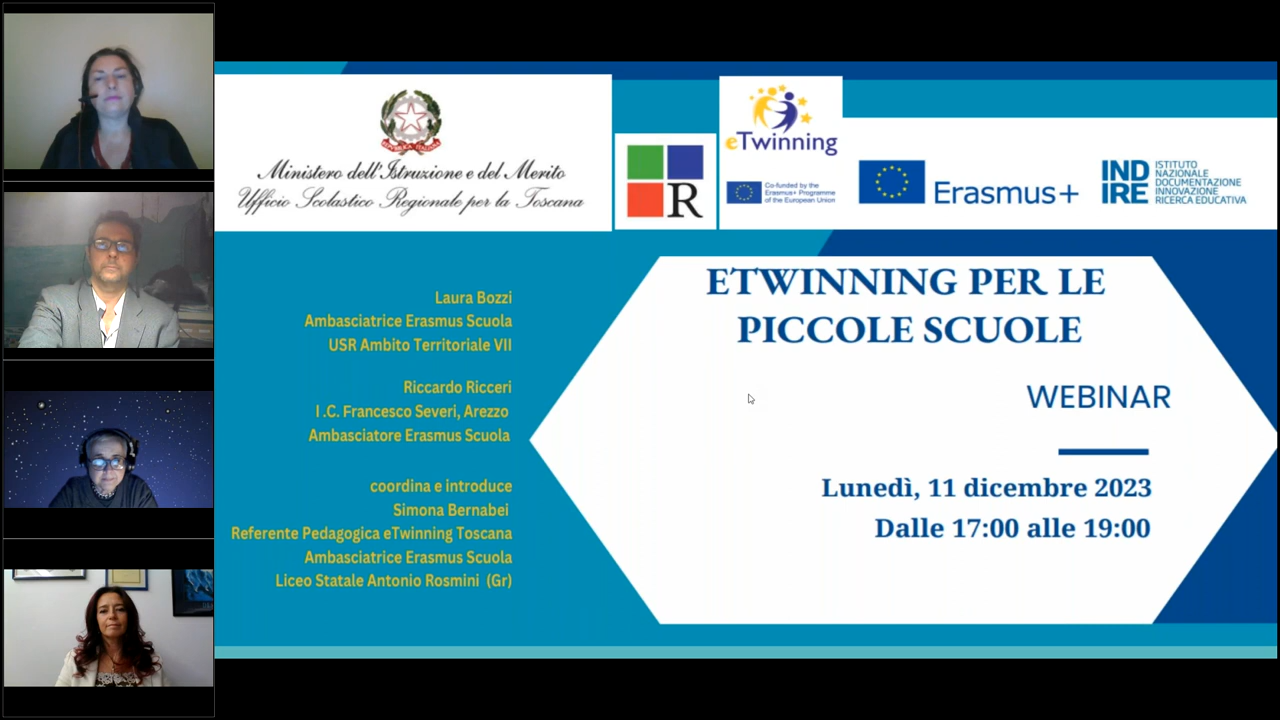 REPVBBLICA ITALIANA
Ministero dell'Istruzione e del Merito
Ufficio Scolastico Regionale per la Toscana
R
eTwinning
Co-funded by the
Erasmus+ Programme
of the European Union
Erasmus+
IND
IRE
ISTITUTO
NAZIONALE
DOCUMENTAZIONE
INNOVAZIONE
RICERCA EDUCATIVA
Laura Bozzi
Ambasciatrice Erasmus Scuola
USR Ambito Territoriale VII
Riccardo Ricceri
I .C. Francesco Severi, Arezzo
Ambasciatore Erasmus Scuola
coordina e introduce
Simona Bernabei
Referente Pedagogica eTwinning Toscana
Ambasciatrice Erasmus Scuola
Liceo Statale Antonio Rosmini (Gr)
ETWINNING PER LE
PICCOLE SCUOLE
WEBINAR
Lunedì, 11 dicembre 2023
Dalle 17:00 alle 19:00